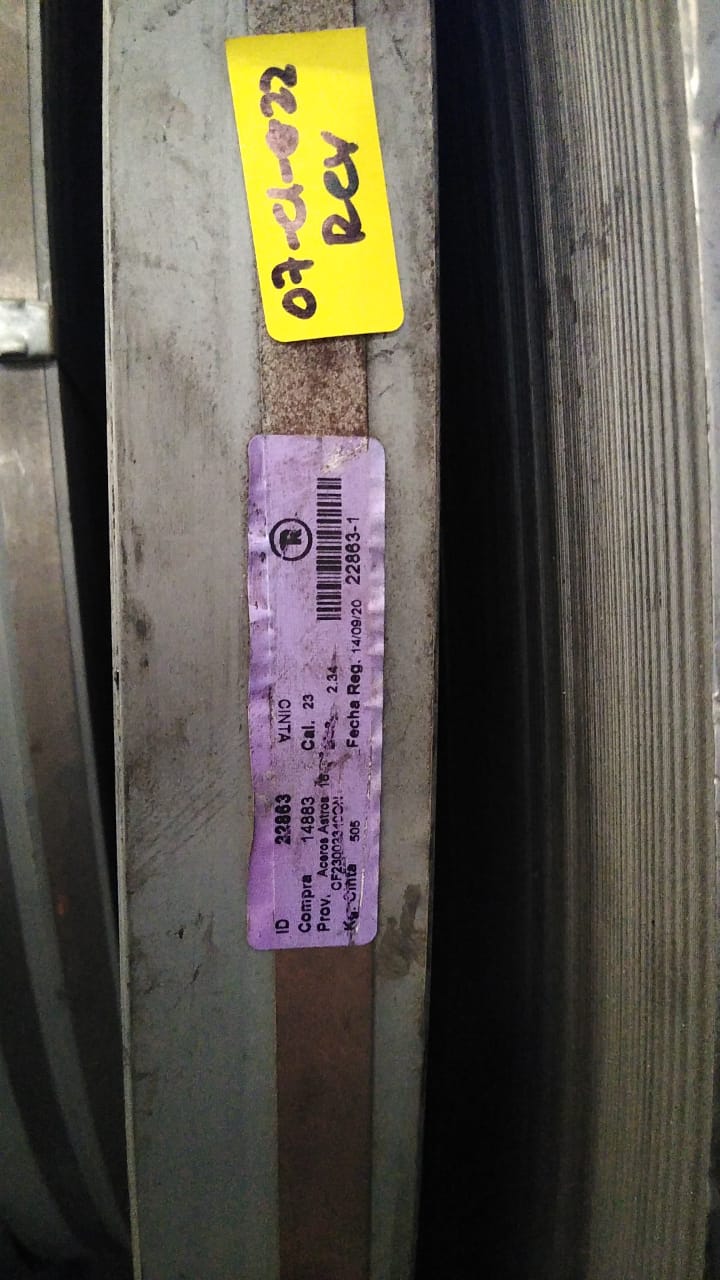 07-CI-022
RCY
ID 22863 CINTA
R
Compra 14883 Cal. 23
Prov. Aceros Astros 2.34
Kg. Cinta 505 Fecha Reg. 14/09/20 22863-1